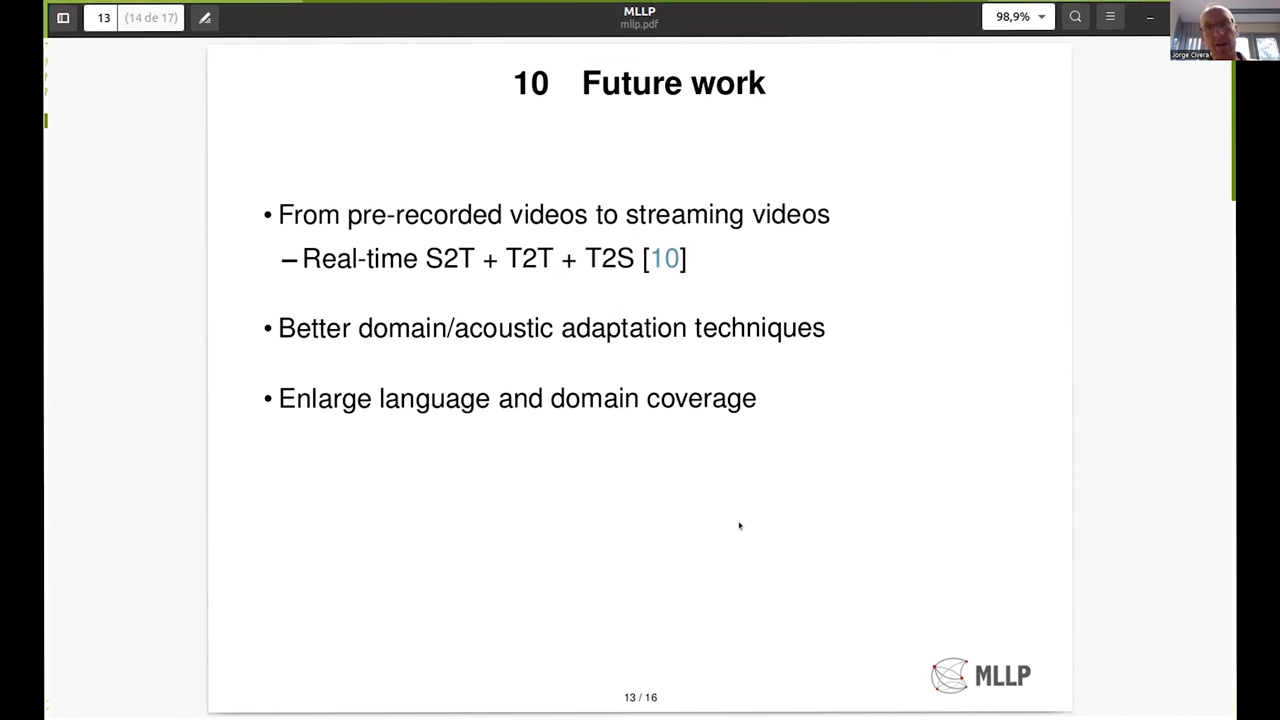 13
(14 de 17)
MLLP
mllp.pdf
98,9%
Jorge Civera
10 Future work
• From pre-recorded videos to streaming videos
– Real-time S2T + T2T + T2S [10]
• Better domain/acoustic adaptation techniques
• Enlarge language and domain coverage
MLLP
13 / 16